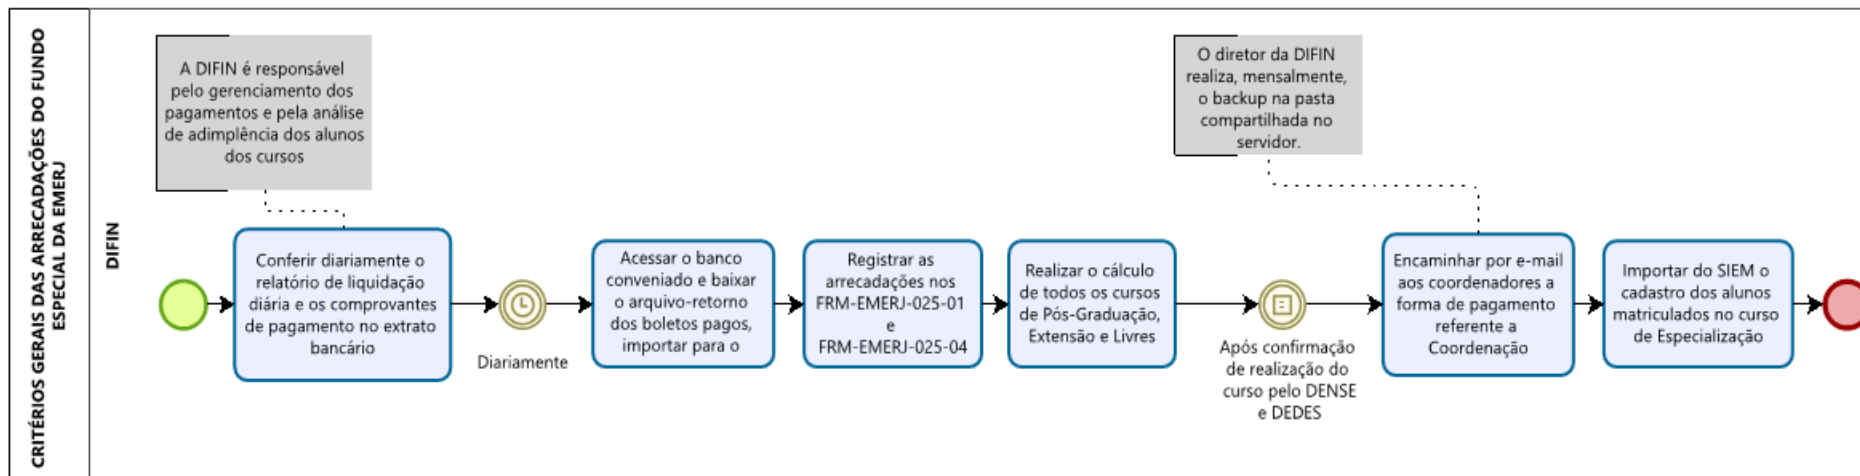 CRITÉRIOS GERAIS DAS ARRECADAÇÕES DO FUNDO
ESPECIAL DA EMERJ
DIFIN
A DIFIN é responsável
pelo gerenciamento dos
pagamentos e pela análise
de adimplência dos alunos
dos cursos
Conferir diariamente o
relatório de liquidação
diária e os comprovantes
de pagamento no extrato
bancário
Diariamente
Acessar o banco
conveniado e baixar
o arquivo-retorno
dos boletos pagos,
importar para o
Registrar as
arrecadações nos
FRM-EMERJ-025-01
e
FRM-EMERJ-025-04
Realizar o cálculo
de todos os cursos
de Pós-Graduação,
Extensão e Livres
Após confirmação
de realização do
curso pelo DENSE
e DEDES
O diretor da DIFIN
realiza, mensalmente,
o backup na pasta
compartilhada no
servidor.
Encaminhar por e-mail
aos coordenadores a
forma de pagamento
referente a
Coordenação
Importar do SIEM o
cadastro dos alunos
matriculados no curso
de Especialização